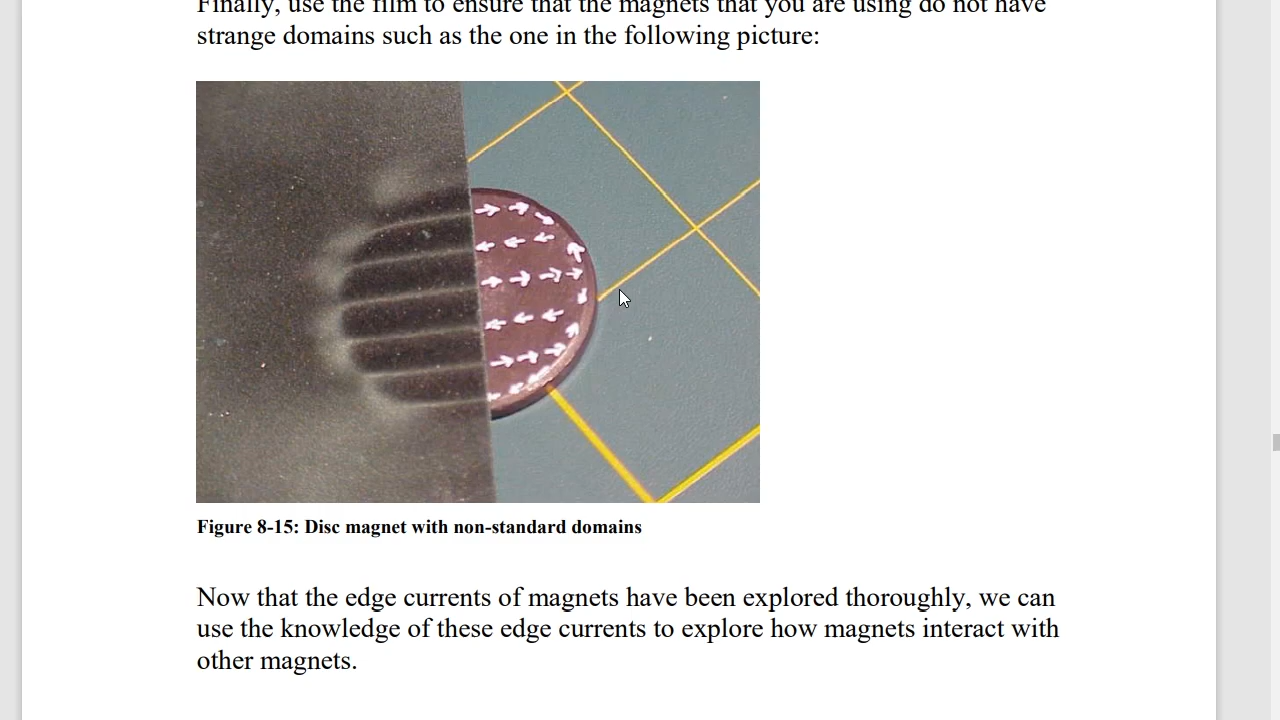 Finally, use the film to ensure that the magnets that you are using do not have
strange domains such as the one in the following picture:
Figure 8-15: Disc magnet with non-standard domains
Now that the edge currents of magnets have been explored thoroughly, we can
use the knowledge of these edge currents to explore how magnets interact with
other magnets.